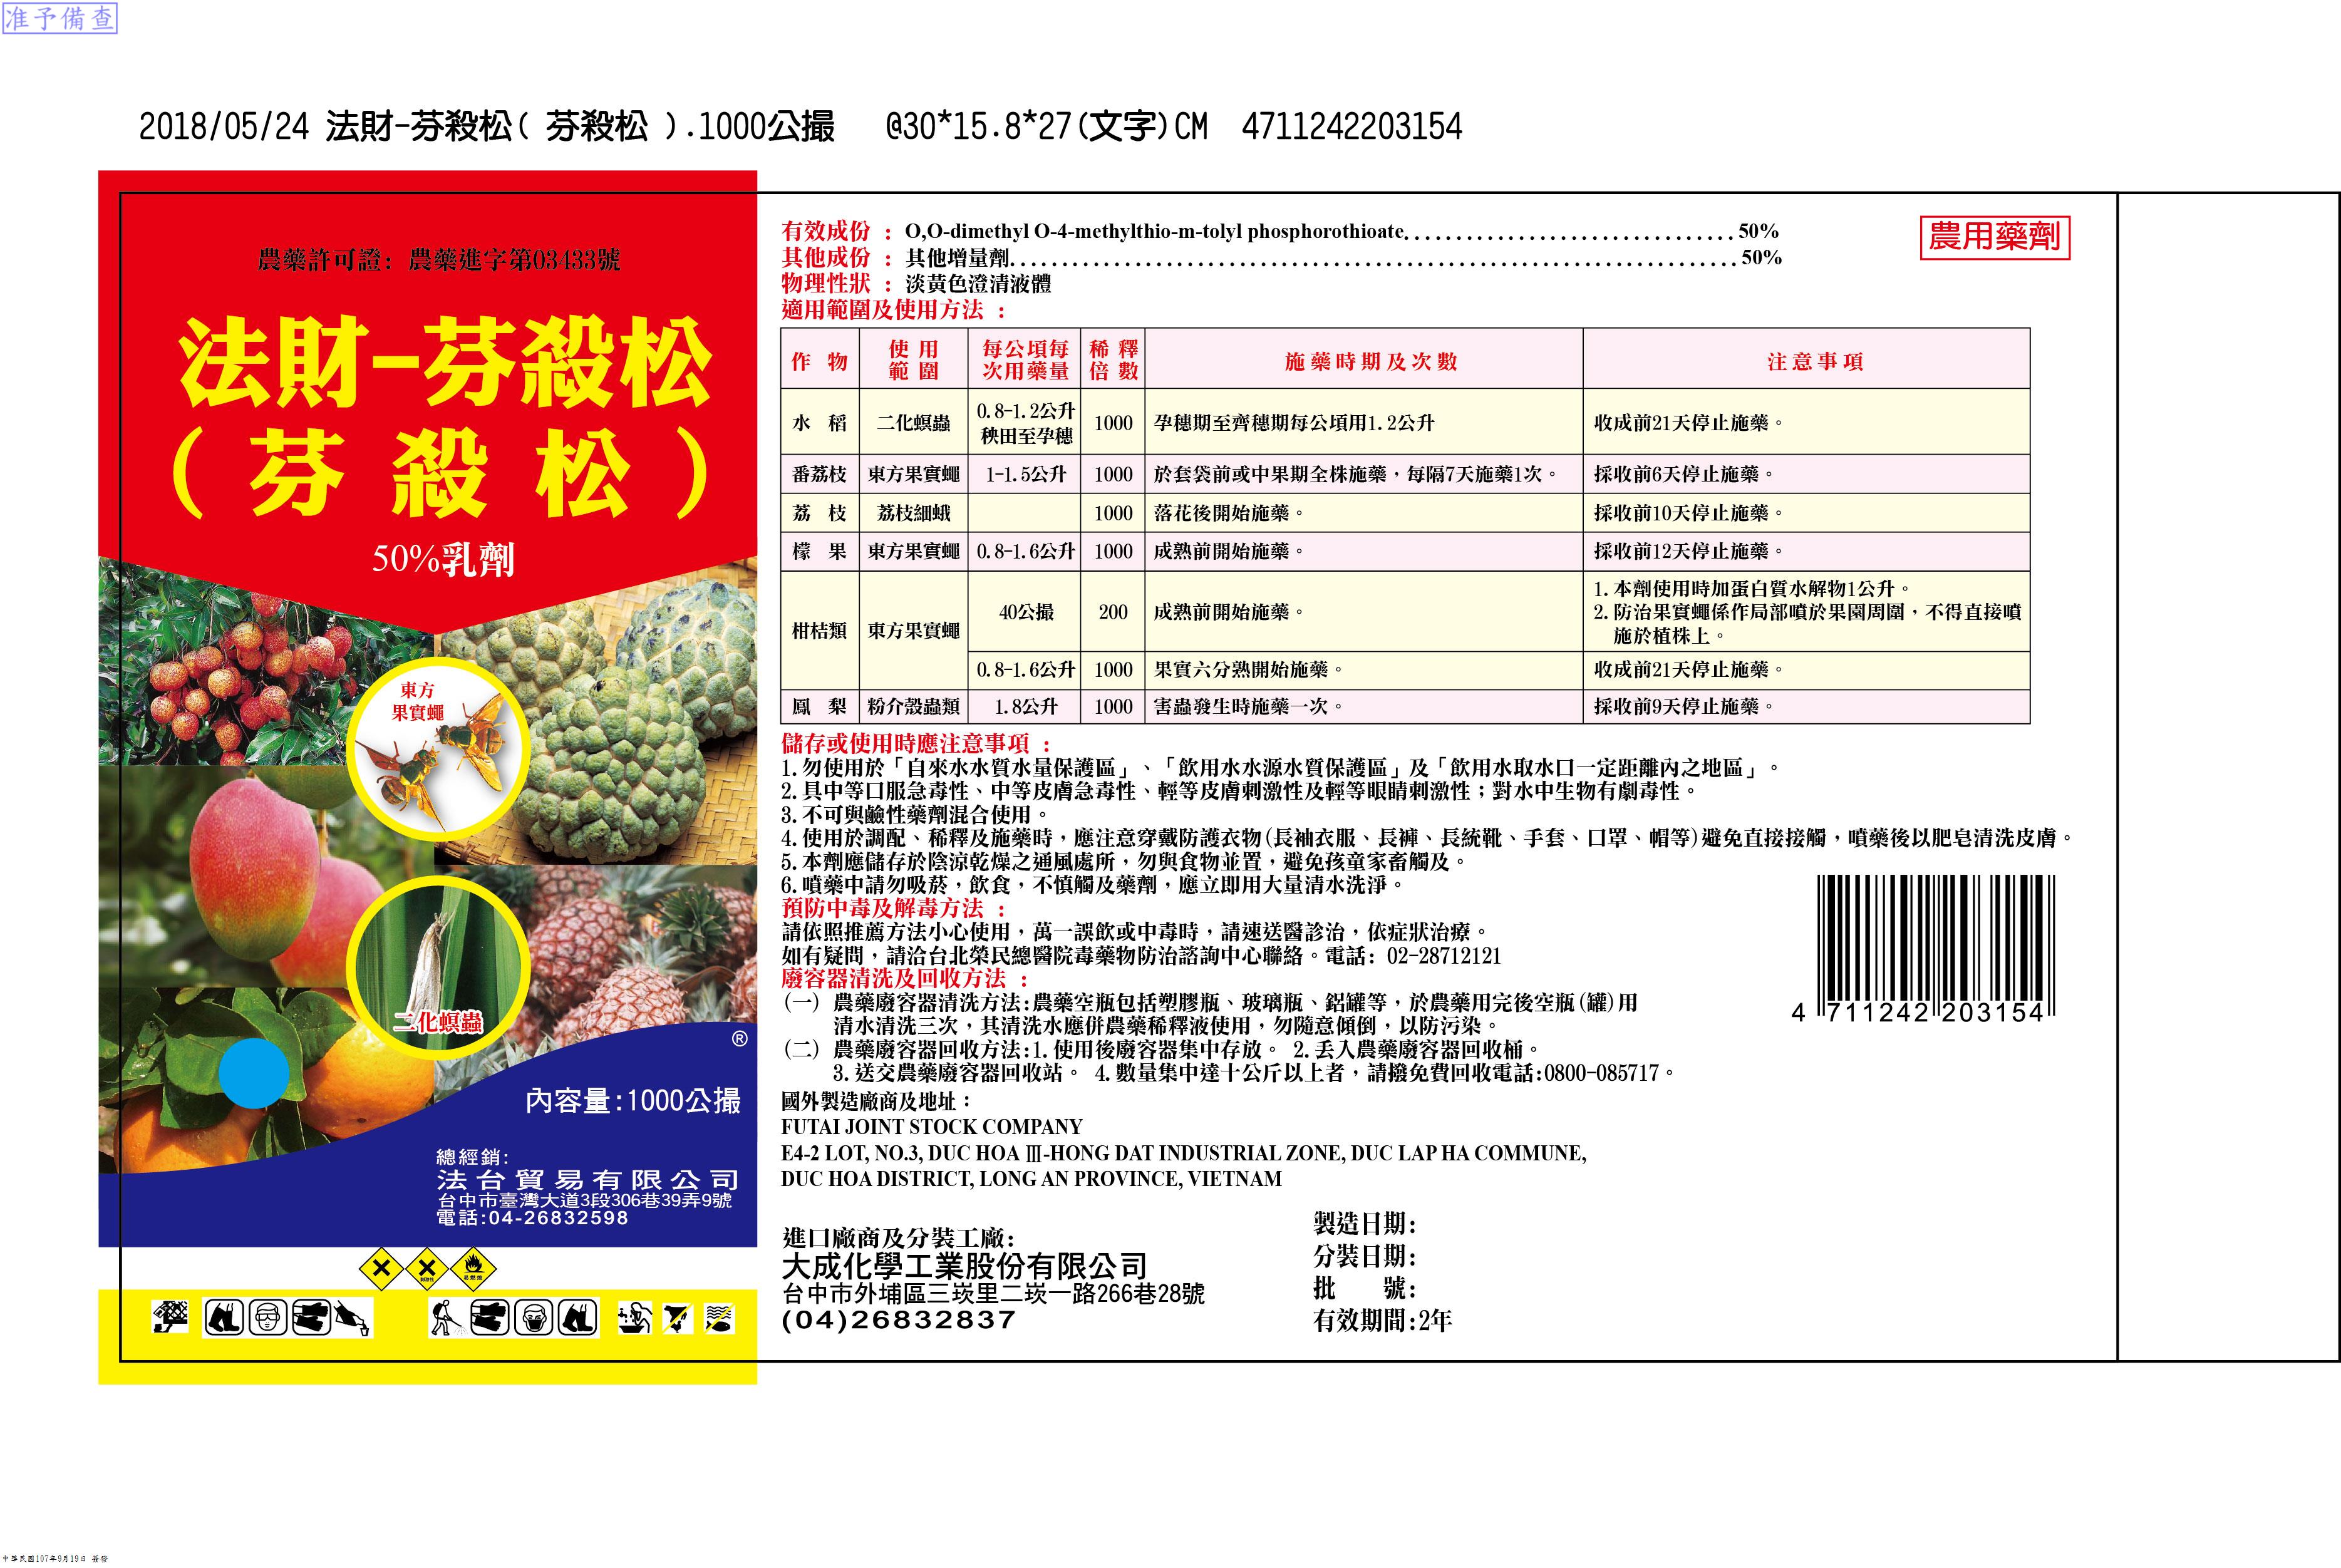 准予備查
2018/05/24 法財-芬殺松( 芬殺松 ).1000公撮 @30*15.8*27(文字)CM 4711242203154
農藥許可證: 農藥進字第03433號
法財-芬殺松
(芬殺松)
50%乳劑
東方
果實蠅
二化螟蟲
®
內容量:1000公撮
總經銷:
法台貿易有限公司
台中市臺灣大道3段306巷39弄9號
電話:04-26832598
農用藥劑
有效成份 : O,O-dimethyl O-4-methylthio-m-tolyl phosphorothioate................................ 50%
其他成份 : 其他增量劑....................................................................... 50%
物理性狀 : 淡黃色澄清液體
適用範圍及使用方法 :
作 物 使用範圍 每公頃每次用藥量 稀釋倍數 施藥時期及次數 注意事項
水 稻 二化螟蟲 0.8-1.2公升 秧田至孕穗 1000 孕穗期至齊穗期每公頃用1.2公升 收成前21天停止施藥。
番荔枝 東方果實蠅 1-1.5公升 1000 於套袋前或中果期全株施藥,每隔7天施藥1次。 採收前6天停止施藥。
荔 枝 荔枝細蛾 1000 落花後開始施藥。 採收前10天停止施藥。
檬 果 東方果實蠅 0.8-1.6公升 1000 成熟前開始施藥。 採收前12天停止施藥。
柑桔類 東方果實蠅 40公撮 200 成熟前開始施藥。 1.本劑使用時加蛋白質水解物1公升。
2.防治果實蠅係作局部噴於果園周圍,不得直接噴
施於植株上。
0.8-1.6公升 1000 果實六分熟開始施藥。 收成前21天停止施藥。
鳳 梨 粉介殼蟲類 1.8公升 1000 害蟲發生時施藥一次。 採收前9天停止施藥。
儲存或使用時應注意事項 :
1.勿使用於「自來水水質水量保護區」、「飲用水水源水質保護區」及「飲用水取水口一定距離內之地區」。
2.具中等口服急毒性、中等皮膚急毒性、輕等皮膚刺激性及輕等眼睛刺激性;對水中生物有劇毒性。
3.不可與鹼性藥劑混合使用。
4.使用於調配、稀釋及施藥時,應注意穿戴防護衣物(長袖衣服、長褲、長統靴、手套、口罩、帽等)避免直接接觸,噴藥後以肥皂清洗皮膚。
5.本劑應儲存於陰涼乾燥之通風處所,勿與食物並置,避免孩童家畜觸及。
6.噴藥中請勿吸菸,飲食,不慎觸及藥劑,應立即用大量清水洗淨。
預防中毒及解毒方法 :
請依照推薦方法小心使用,萬一誤飲或中毒時,請速送醫診治,依症狀治療。
如有疑問,請洽台北榮民總醫院毒藥物防治諮詢中心聯絡。電話: 02-28712121
廢容器清洗及回收方法 :
(一) 農藥廢容器清洗方法:農藥空瓶包括塑膠瓶、玻璃瓶、鋁罐等,於農藥用完後空瓶(罐)用
清水清洗三次,其清洗水應併農藥稀釋液使用,勿隨意傾倒,以防污染。
(二) 農藥廢容器回收方法:1.使用後廢容器集中存放。 2.丟入農藥廢容器回收桶。
3.送交農藥廢容器回收站。 4.數量集中達十公斤以上者,請撥免費回收電話:0800-085717。
4 711242 203154
國外製造廠商及地址:
FUTAI JOINT STOCK COMPANY
E4-2 LOT, NO.3, DUC HOA Ⅲ-HONG DAT INDUSTRIAL ZONE, DUC LAP HA COMMUNE,
DUC HOA DISTRICT, LONG AN PROVINCE, VIETNAM
進口廠商及分裝工廠:
大成化學工業股份有限公司
台中市外埔區三崁里二崁一路266巷28號
(04)26832837
製造日期:
分裝日期:
批 號:
有效期間:2年
中華民國107年9月19日 簽發